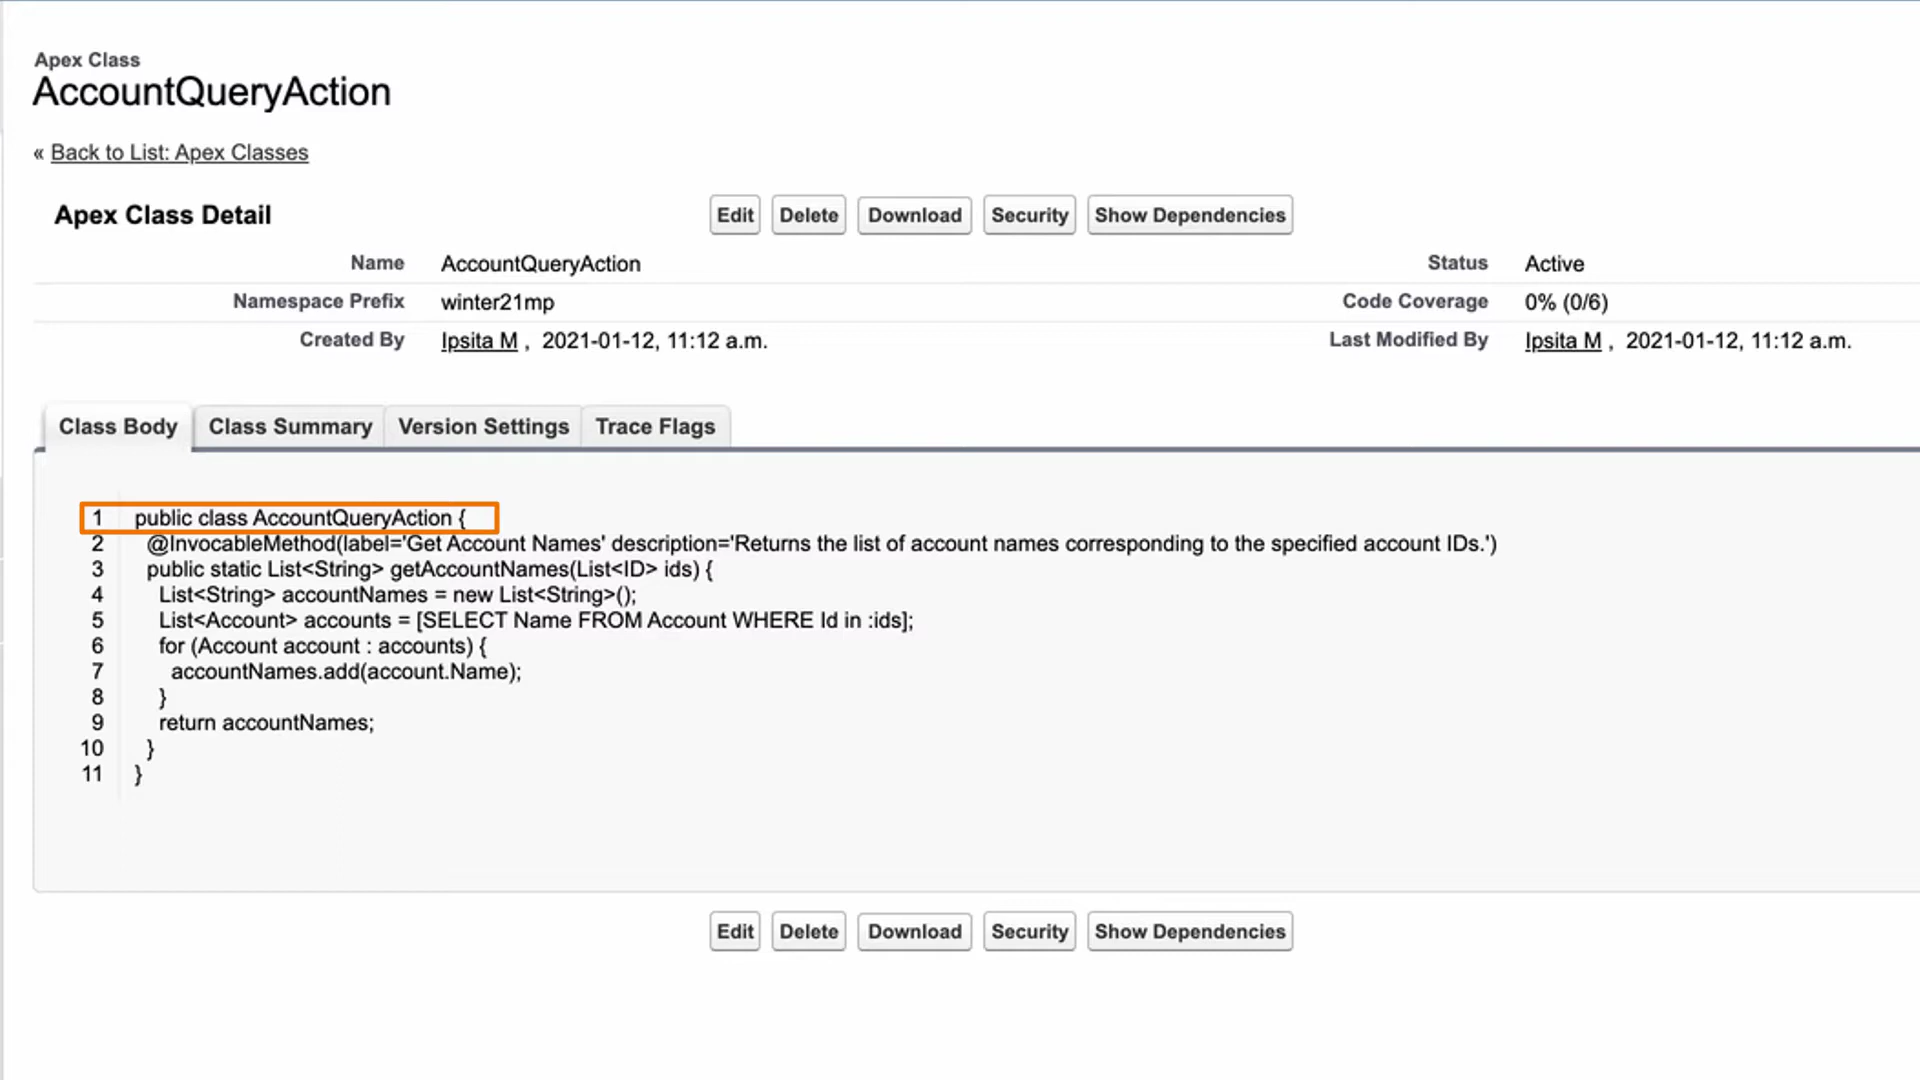 Apex Class
AccountQueryAction
« Back to List: Apex Classes
Apex Class Detail
Edit Delete Download Security Show Dependencies
Name AccountQueryAction Status Active
Namespace Prefix winter21mp Code Coverage 0% (0/6)
Created By Ipsita M , 2021-01-12, 11:12 a.m. Last Modified By Ipsita M , 2021-01-12, 11:12 a.m.
Class Body Class Summary Version Settings Trace Flags
1 public class AccountQueryAction {
2 @InvocableMethod(label='Get Account Names' description='Returns the list of account names corresponding to the specified account IDs.')
3 public static List<String> getAccountNames(List<ID> ids) {
4 List<String> accountNames = new List<String>();
5 List<Account> accounts = [SELECT Name FROM Account WHERE Id in :ids];
6 for (Account account : accounts) {
7 accountNames.add(account.Name);
8 }
9 return accountNames;
10 }
11 }
Edit Delete Download Security Show Dependencies